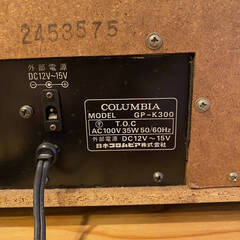 2453575
外部電源
DC12V～15V
COLUMBIA
MODEL GP-K300
T.O.C
AC100V 35W 50/60Hz
外部電源 DC12V～15V
日本コロムビア株式会社